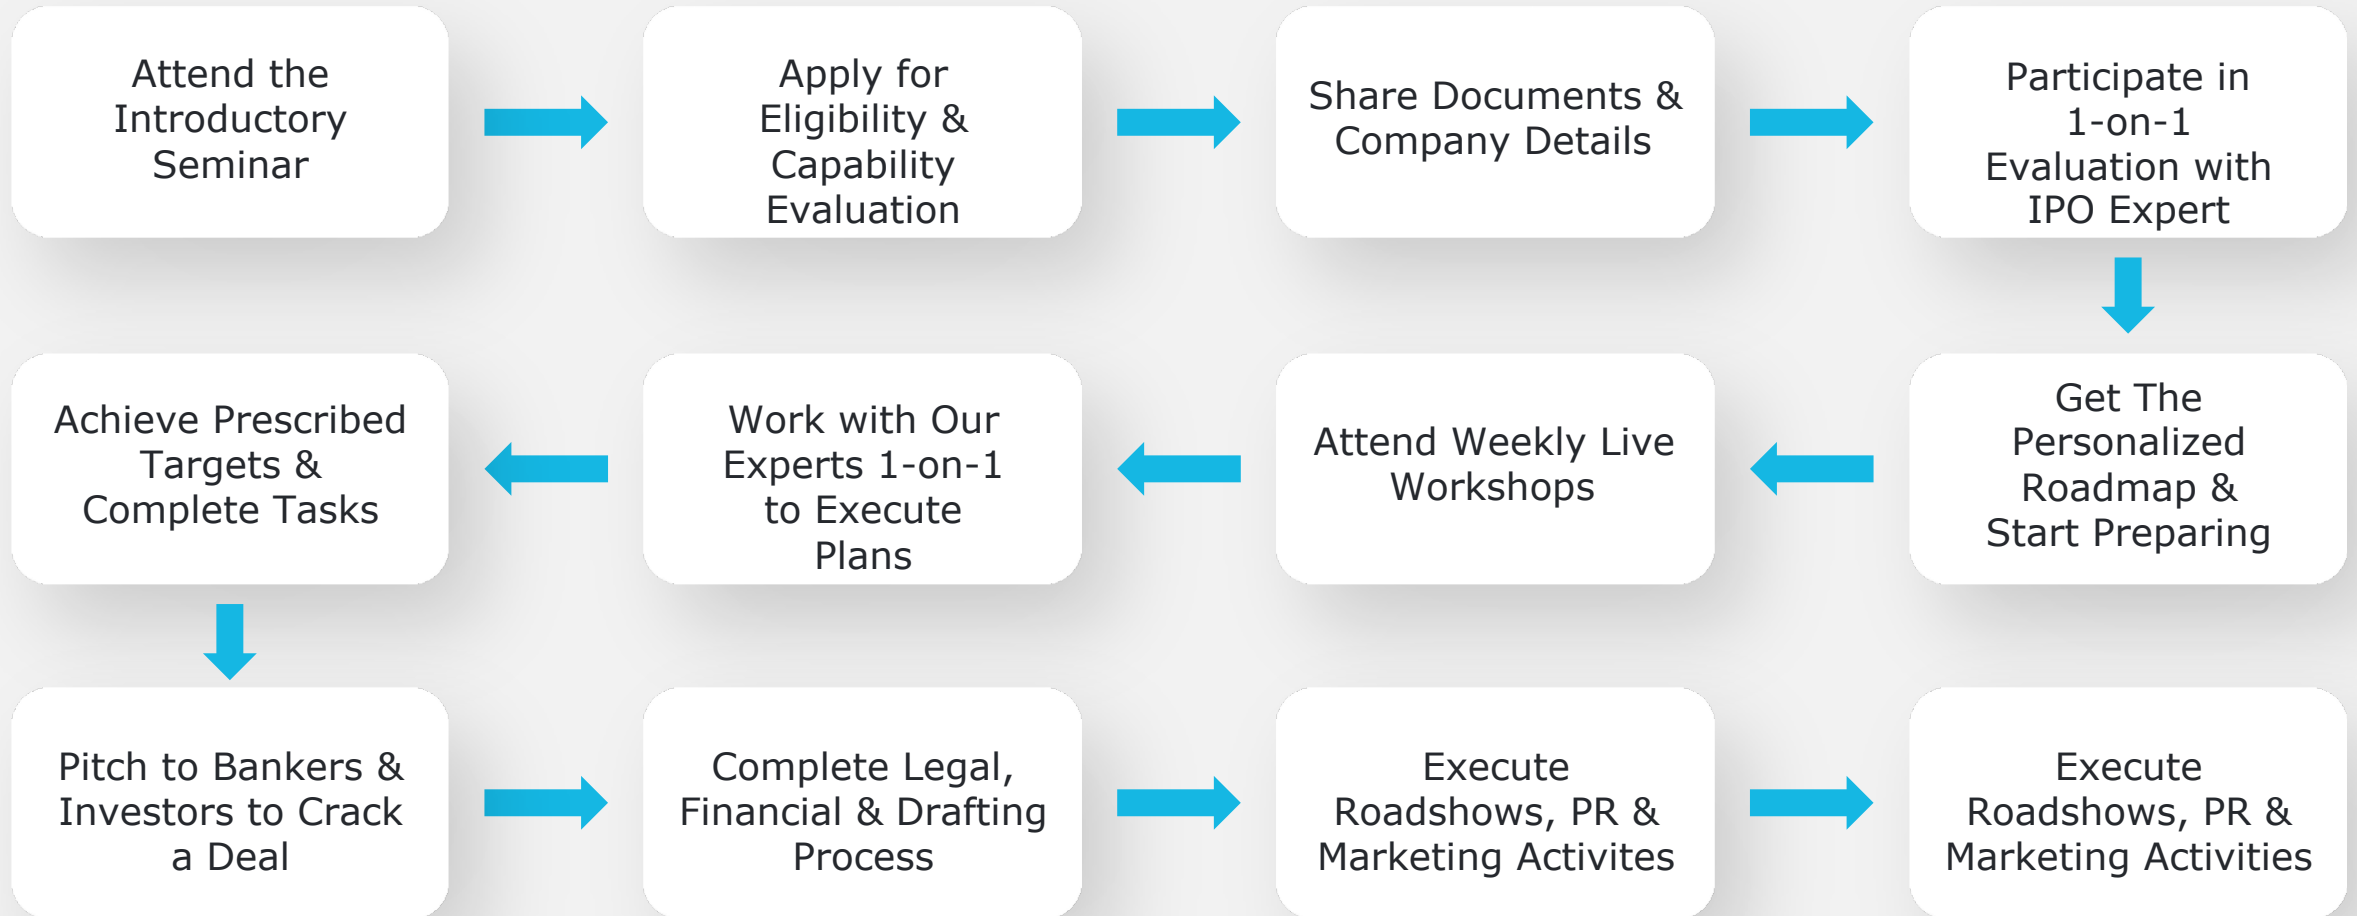 Attend the
Introductory
Seminar
Apply for
Eligibility &
Capability
Evaluation
Share Documents &
Company Details
Participate in
1-on-1
Evaluation with
IPO Expert
Get The
Personalized
Roadmap &
Start Preparing
Attend Weekly Live
Workshops
Work with Our
Experts 1-on-1
to Execute
Plans
Achieve Prescribed
Targets &
Complete Tasks
Pitch to Bankers &
Investors to Crack
a Deal
Complete Legal,
Financial & Drafting
Process
Execute
Roadshows, PR &
Marketing Activites
Execute
Roadshows, PR &
Marketing Activities